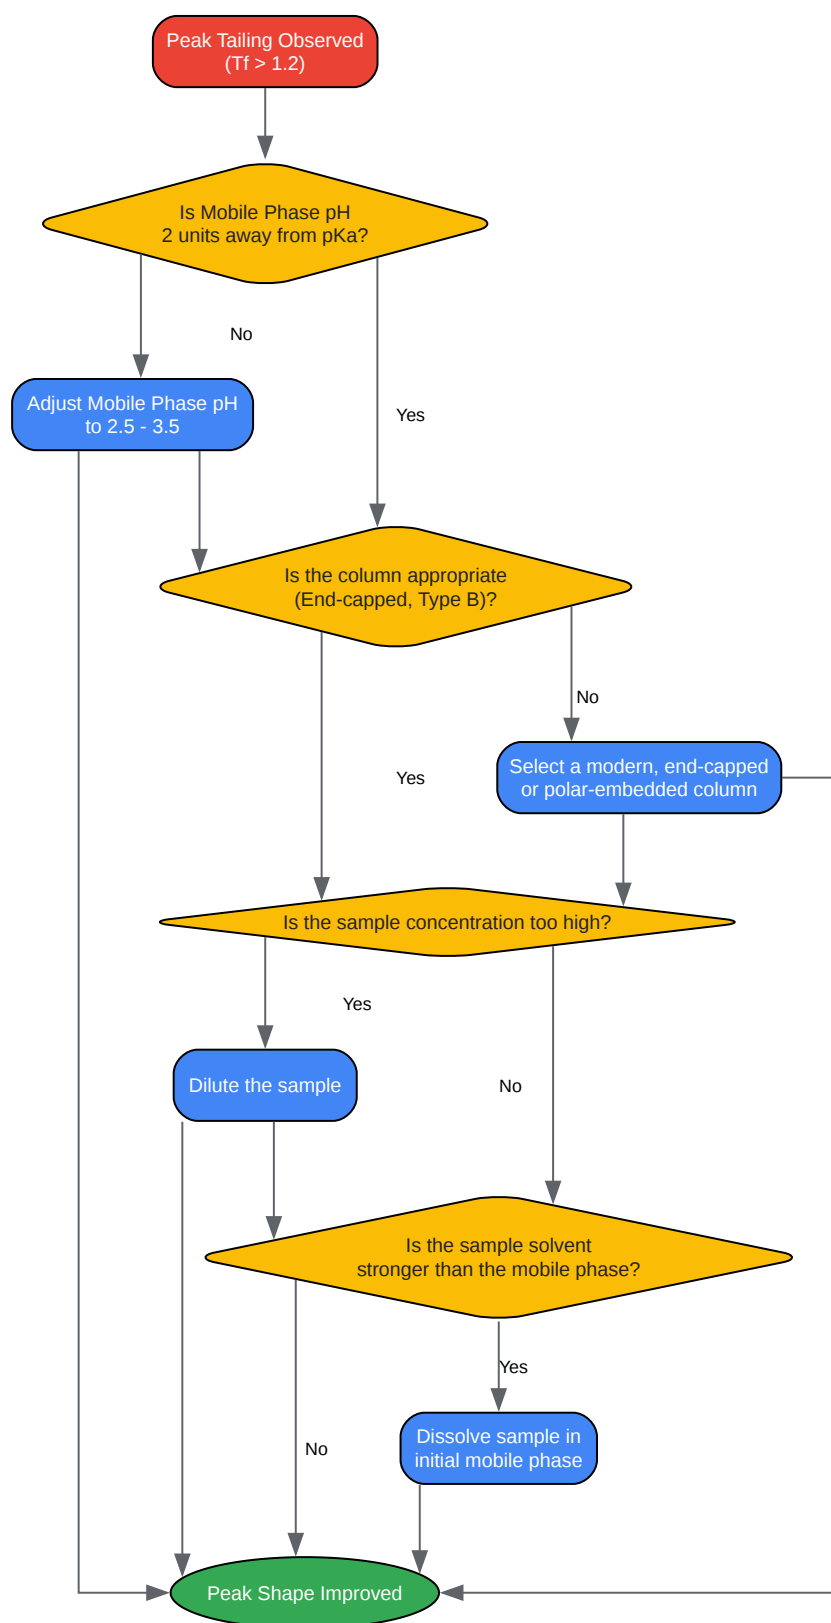 Peak Tailing Observed
(Tf > 1.2)
Is Mobile Phase pH
2 units away from pKa?
No
Adjust Mobile Phase pH
to 2.5 - 3.5
Yes
Is the column appropriate
(End-capped, Type B)?
No
Yes
Select a modern, end-capped
or polar-embedded column
Is the sample concentration too high?
Yes
Dilute the sample
No
Is the sample solvent
stronger than the mobile phase?
Yes
Dissolve sample in
initial mobile phase
No
Peak Shape Improved